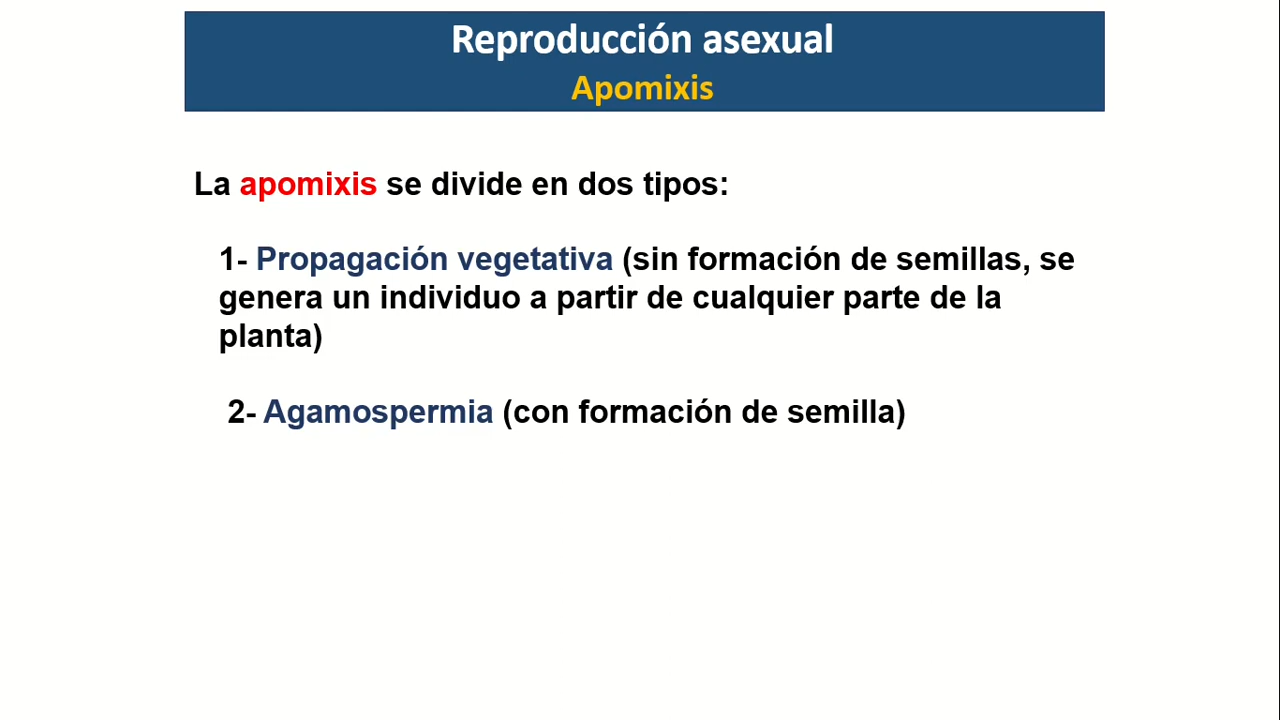 Reproducción asexual
Apomixis
La apomixis se divide en dos tipos:
1- Propagación vegetativa (sin formación de semillas, se
genera un individuo a partir de cualquier parte de la
planta)
2- Agamospermia (con formación de semilla)